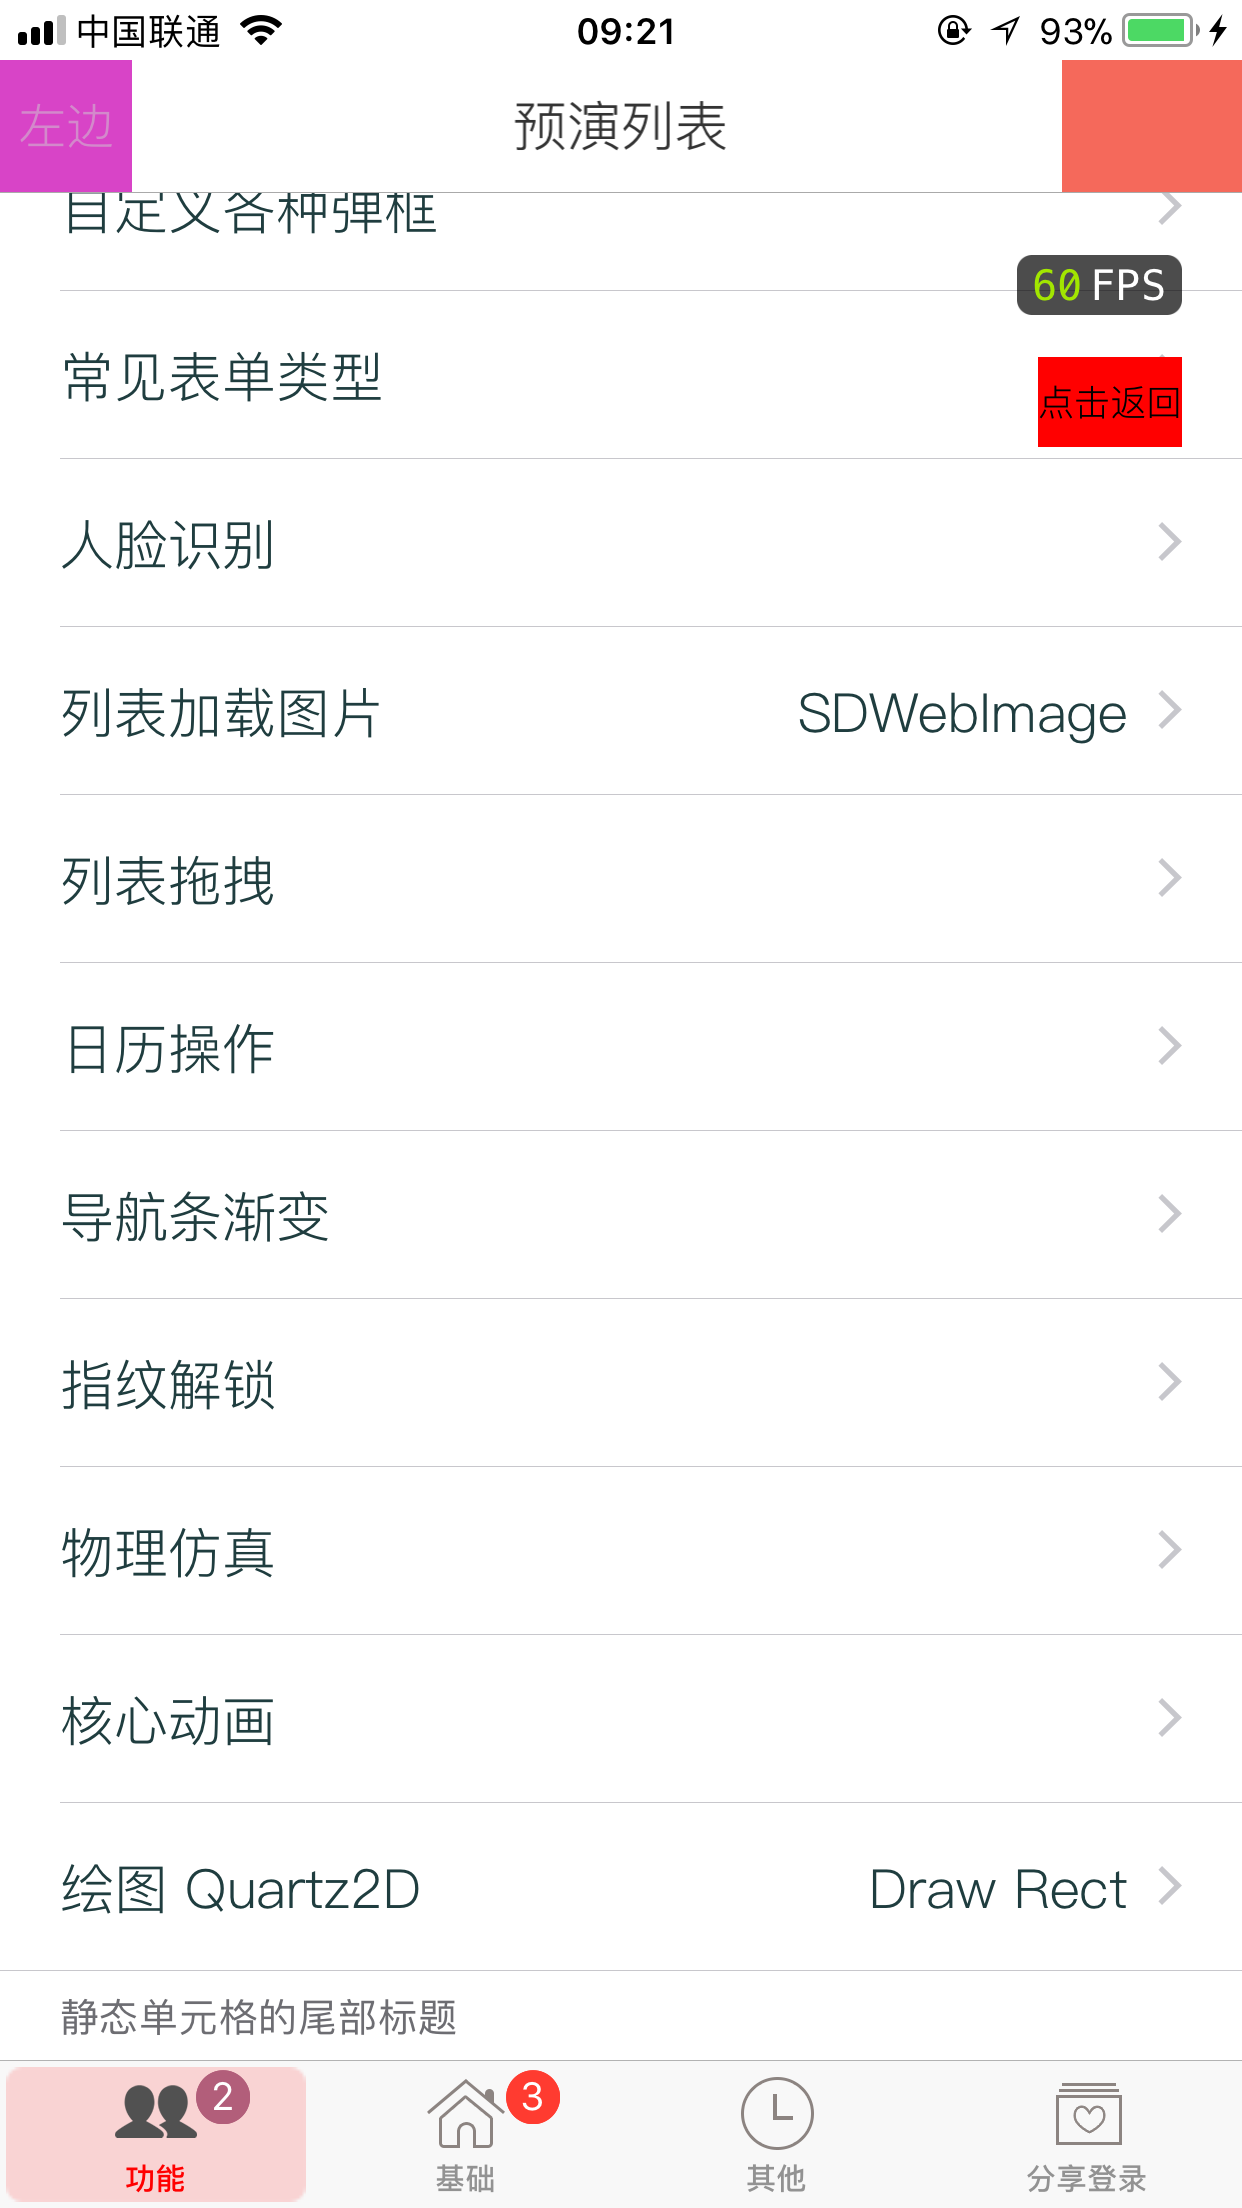 中国联通 09:21 93%
左边 预演列表
自定义各种弹框
60 FPS
常见表单类型
点击返回
人脸识别
列表加载图片 SDWebImage
列表拖拽
日历操作
导航条渐变
指纹解锁
物理仿真
核心动画
绘图 Quartz2D Draw Rect
静态单元格的尾部标题
2 3
功能 基础 其他 分享登录